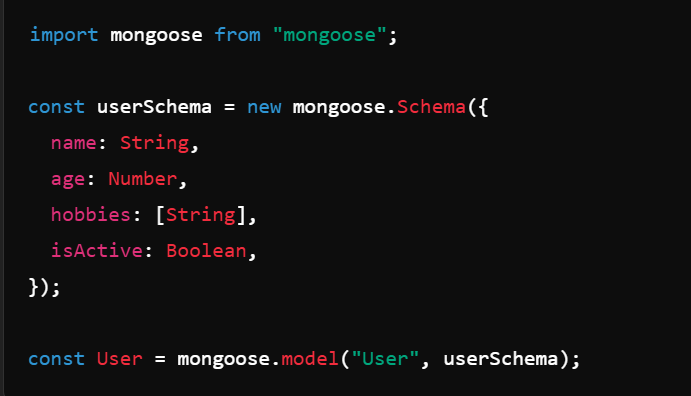 import mongoose from "mongoose";
const userSchema = new mongoose.Schema({
name: String,
age: Number,
hobbies: [String],
isActive: Boolean,
});
const User = mongoose.model("User", userSchema);